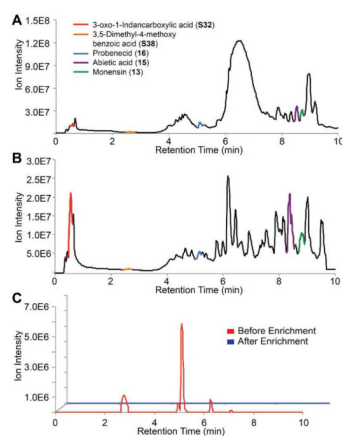 A
3-oxo-1-Indancarboxylic acid (S32)
3,5-Dimethyl-4-methoxy
benzoic acid (S38)
Probenecid (16)
Abietic acid (15)
Monensin (13)
1.5E8
1.2E8
9.0E7
6.0E7
3.0E7
Ion Intensity
0 2 4 6 8 10
Retention Time (min)
B
3.0E7
2.5E7
2.0E7
1.5E7
1.0E7
5.0E6
Ion Intensity
0 2 4 6 8 10
Retention Time (min)
C
7.0E6
5.0E6
3.0E6
1.0E6
Ion Intensity
Before Enrichment
After Enrichment
0 2 4 6 8 10
Retention Time (min)